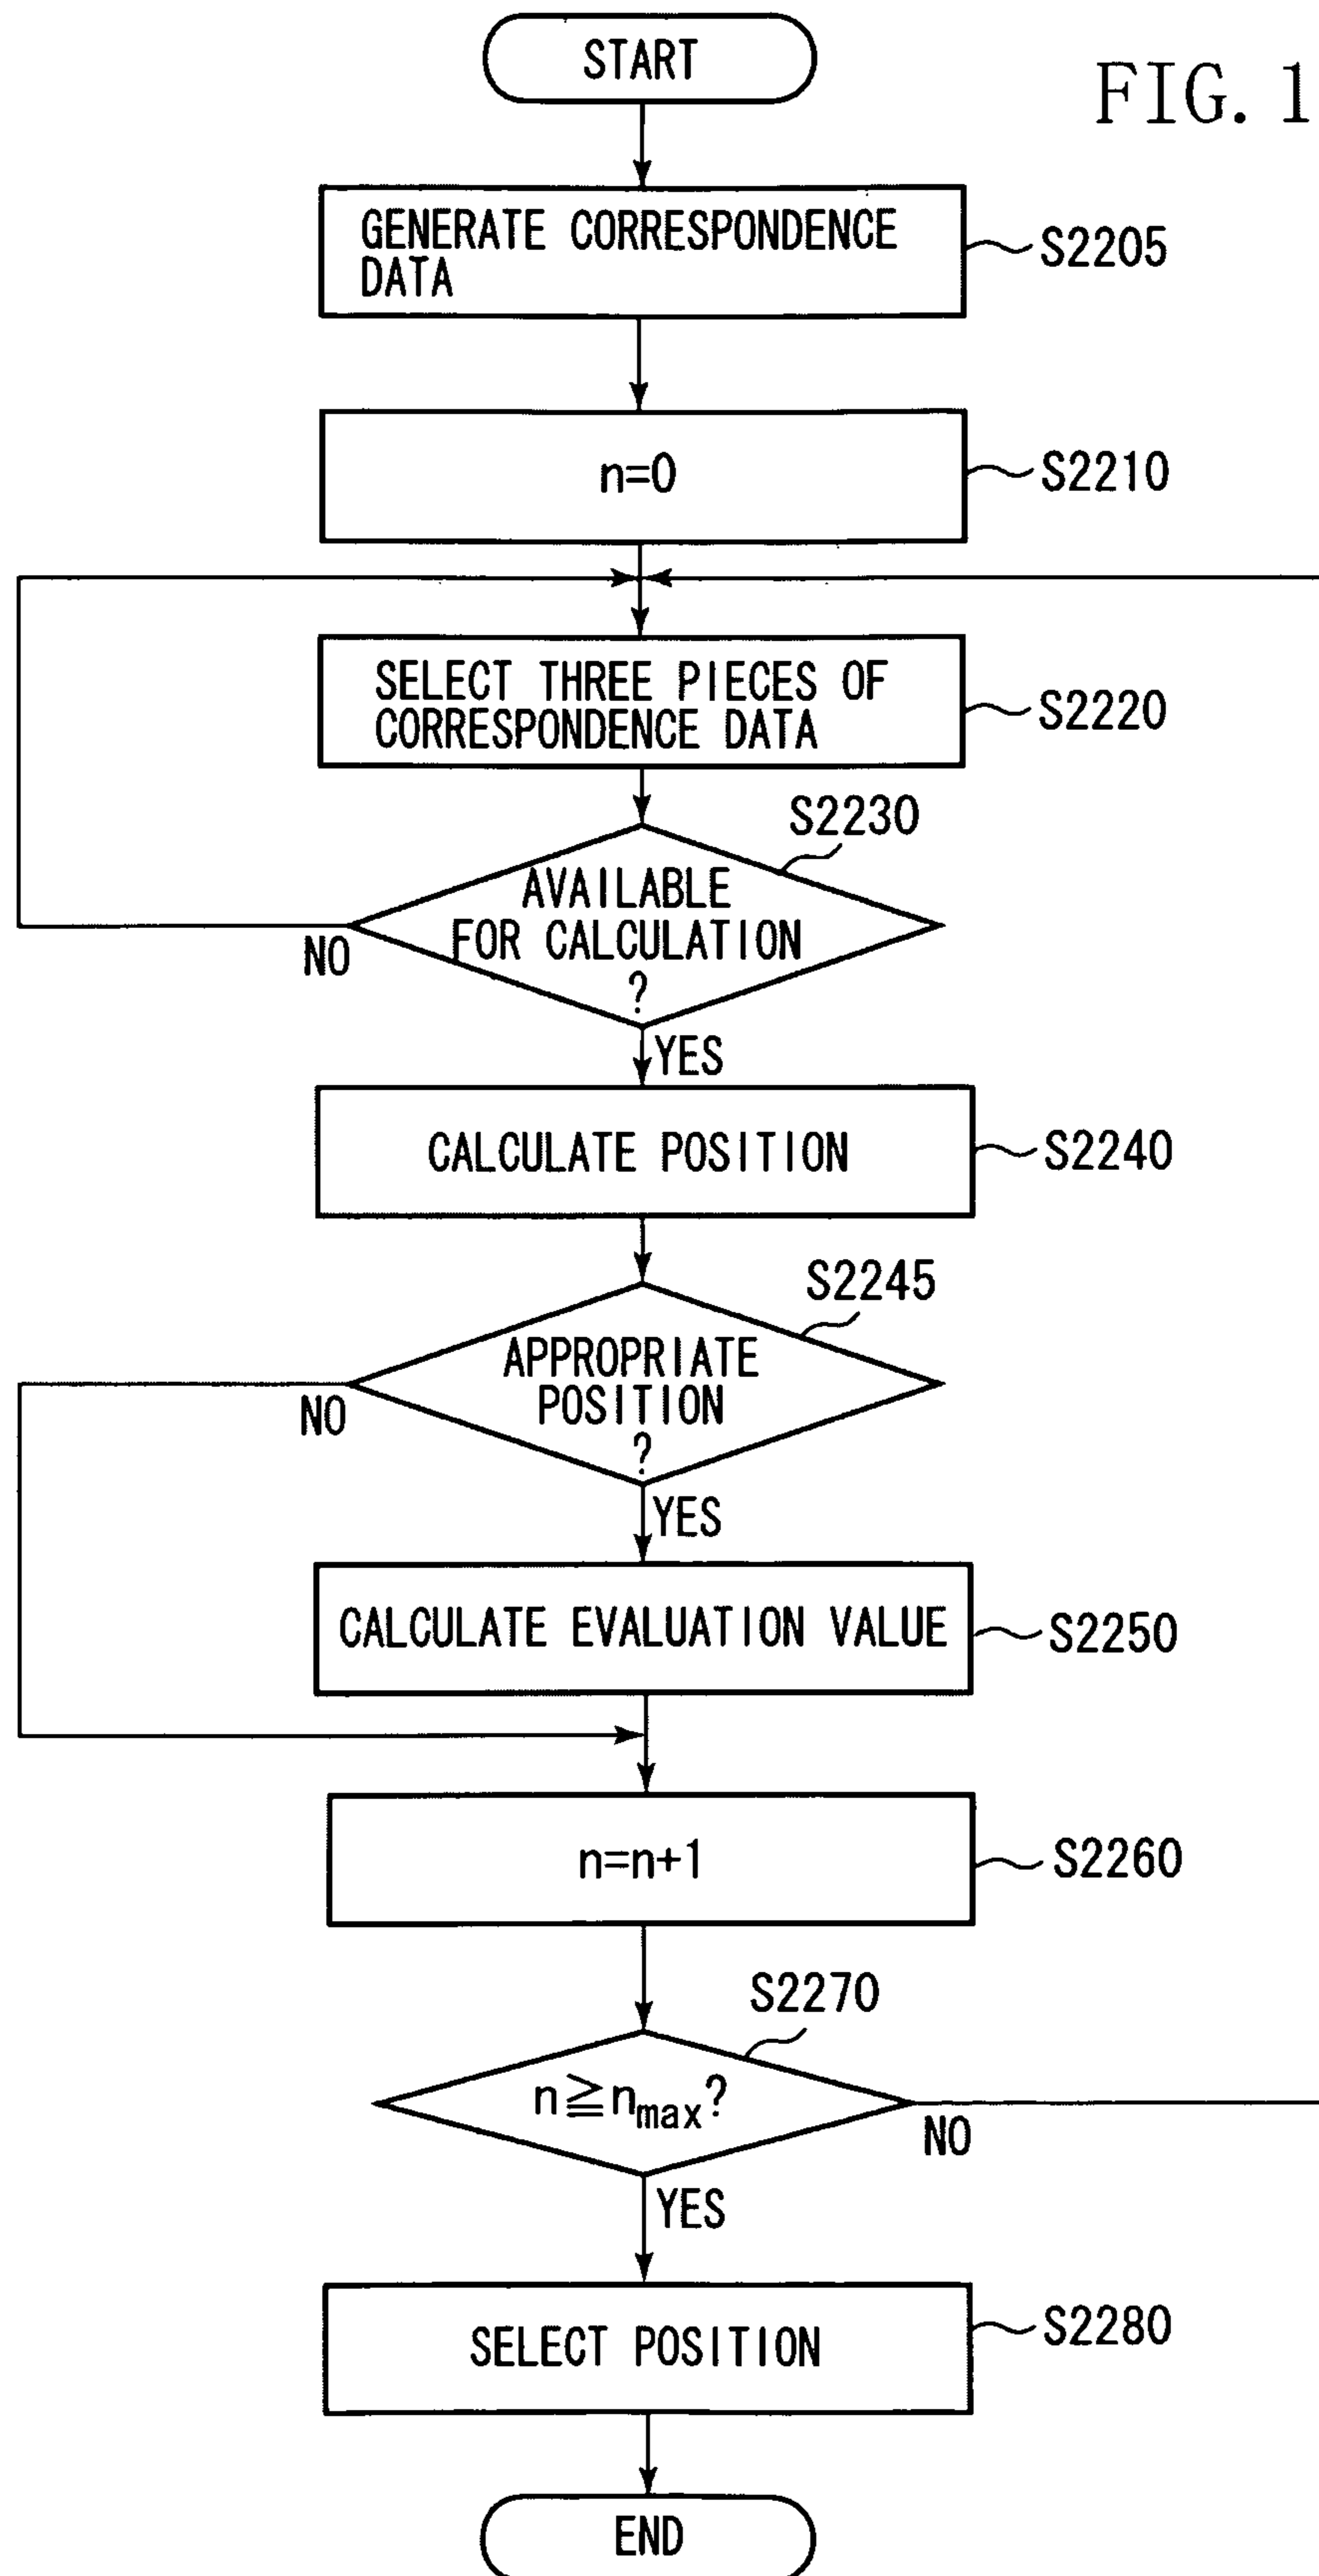 START
FIG. 1
GENERATE CORRESPONDENCE
DATA
S2205
n=0
S2210
SELECT THREE PIECES OF
CORRESPONDENCE DATA
S2220
S2230
AVAILABLE
FOR CALCULATION
?
NO
YES
CALCULATE POSITION
S2240
S2245
APPROPRIATE
POSITION
?
NO
YES
CALCULATE EVALUATION VALUE
S2250
n=n+1
S2260
S2270
n≧nmax?
NO
YES
SELECT POSITION
S2280
END